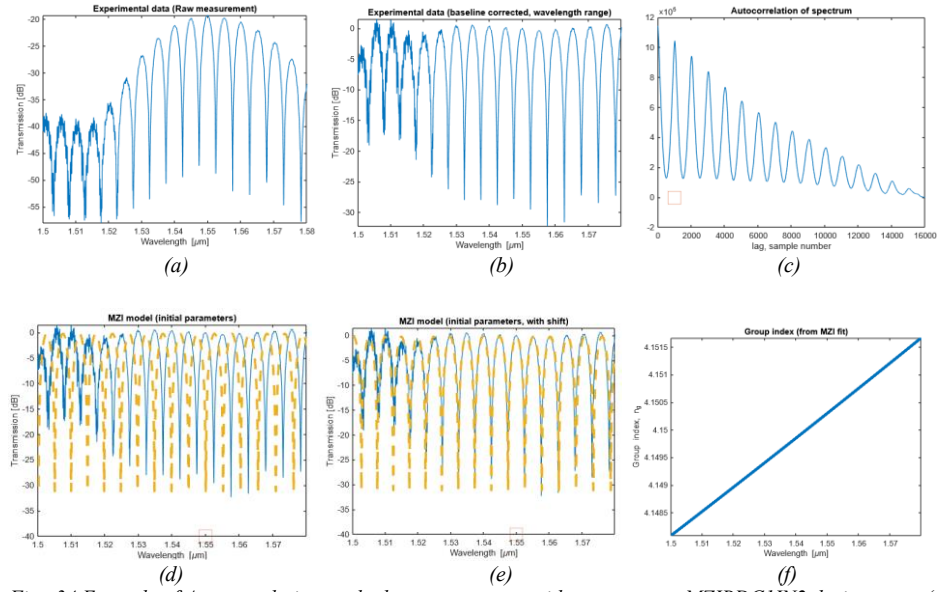 Experimental data (Raw measurement)
-20
-25
-30
-35
-40
-45
-50
-55
Transmission [dB]
1.5 1.51 1.52 1.53 1.54 1.55 1.56 1.57 1.58
Wavelength [µm]
(a)
Experimental data (baseline corrected, wavelength range)
0
-5
-10
-15
-20
-25
-30
Transmission [dB]
1.5 1.51 1.52 1.53 1.54 1.55 1.56 1.57
Wavelength [µm]
(b)
Autocorrelation of spectrum
×10⁶
12
10
8
6
4
2
0
-2
0 2000 4000 6000 8000 10000 12000 14000 16000
lag, sample number
(c)
MZI model (initial parameters)
0
-5
-10
-15
-20
-25
-30
-35
-40
Transmission [dB]
1.5 1.51 1.52 1.53 1.54 1.55 1.56 1.57
Wavelength [µm]
(d)
MZI model (initial parameters, with shift)
0
-5
-10
-15
-20
-25
-30
-35
-40
Transmission [dB]
1.5 1.51 1.52 1.53 1.54 1.55 1.56 1.57
Wavelength [µm]
(e)
Group index (from MZI fit)
4.1515
4.151
4.1505
4.15
4.1495
4.149
4.1485
Group index, ng
1.5 1.51 1.52 1.53 1.54 1.55 1.56 1.57
Wavelength [µm]
(f)